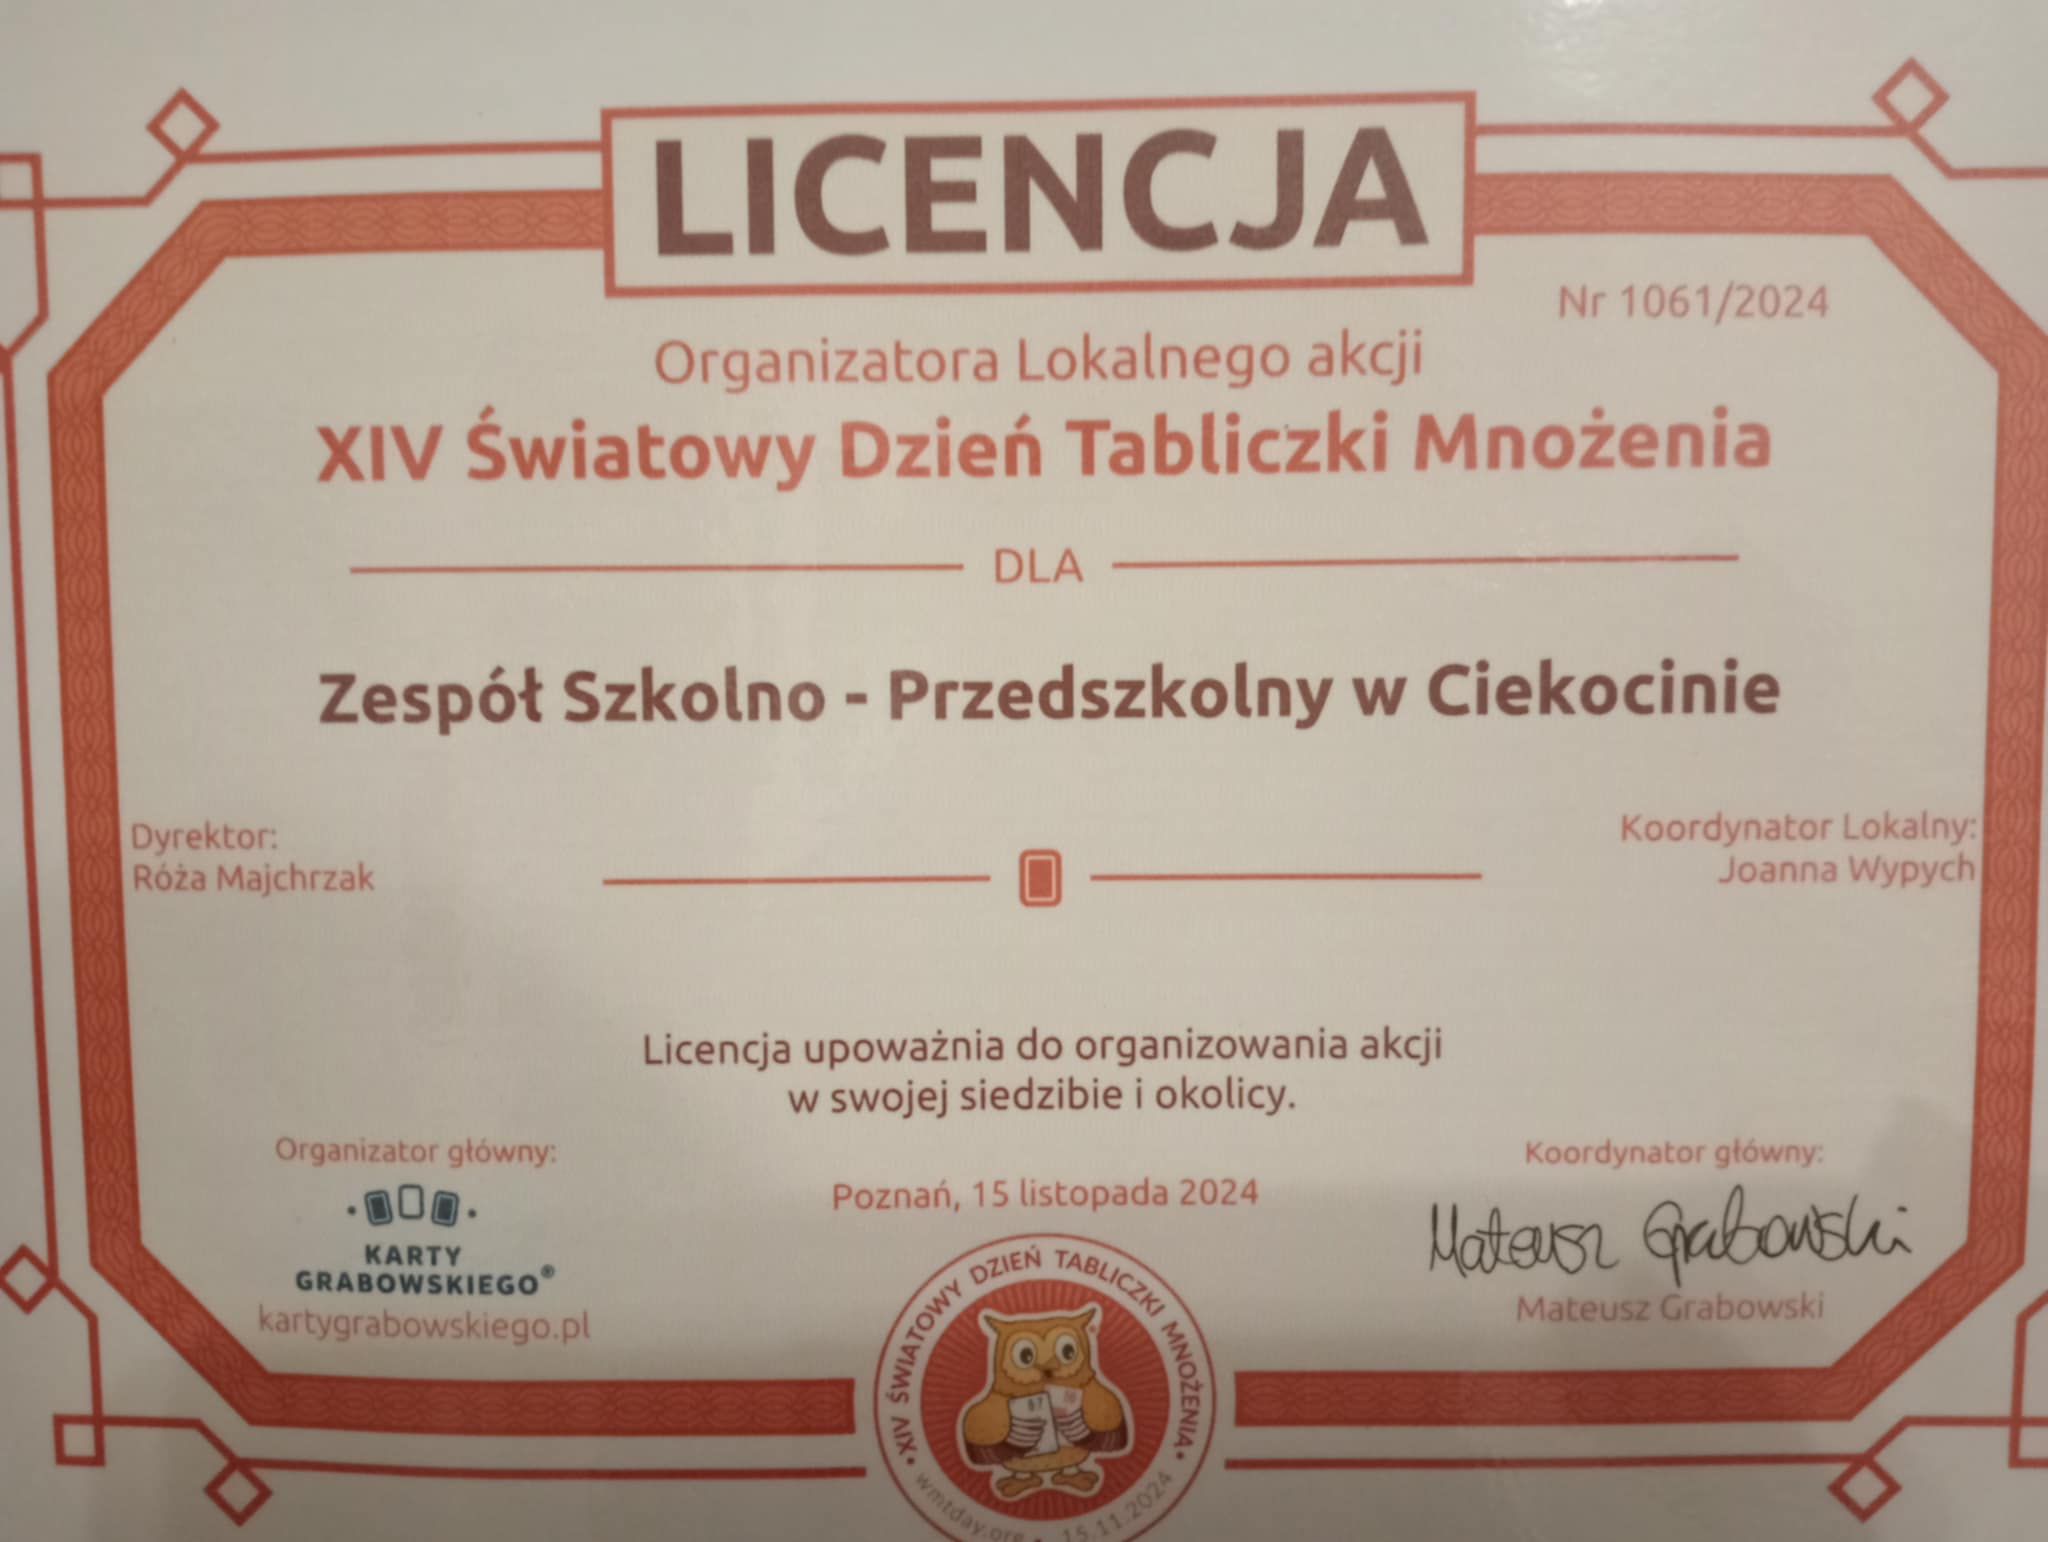 LICENCJA
Nr 1061/2024
Organizatora Lokalnego akcji
XIV Światowy Dzień Tabliczki Mnożenia
DLA
Zespół Szkolno - Przedszkolny w Ciekocinie
Dyrektor:
Róża Majchrzak
Koordynator Lokalny:
Joanna Wypych
Licencja upoważnia do organizowania akcji
w swojej siedzibie i okolicy.
Organizator główny:
KARTY
GRABOWSKIEGO®
kartygrabowskiego.pl
Poznań, 15 listopada 2024
Koordynator główny:
Mateusz Grabowski
Mateusz Grabowski
• XIV ŚWIATOWY DZIEŃ TABLICZKI MNOŻENIA •
wmtday.org • 15.11.2024